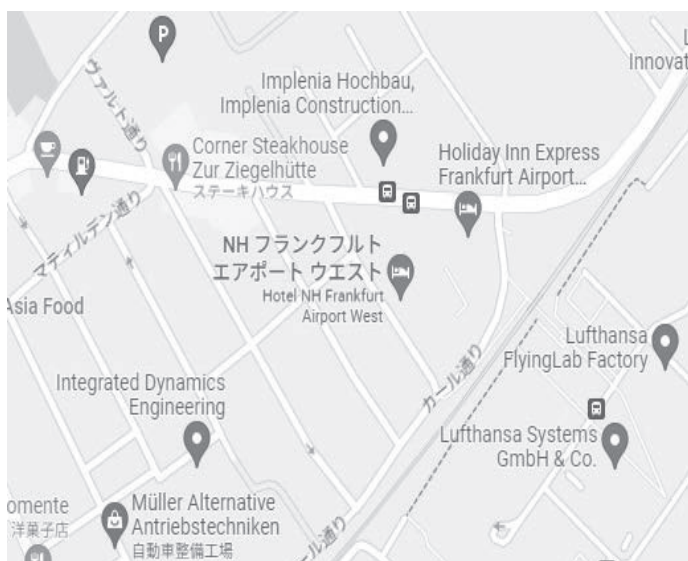 P
L
Innovat
Implenia Hochbau,
Implenia Construction...
ヴァルト通り
Corner Steakhouse
Zur Ziegelhütte
ステーキハウス
Holiday Inn Express
Frankfurt Airport...
マティルデン通り
NH フランクフルト
エアポート ウエスト
Hotel NH Frankfurt
Airport West
Asia Food
Lufthansa
FlyingLab Factory
カール通り
Integrated Dynamics
Engineering
Lufthansa Systems
GmbH & Co.
omente
洋菓子店
Müller Alternative
Antriebstechniken
自動車整備工場
ール通り